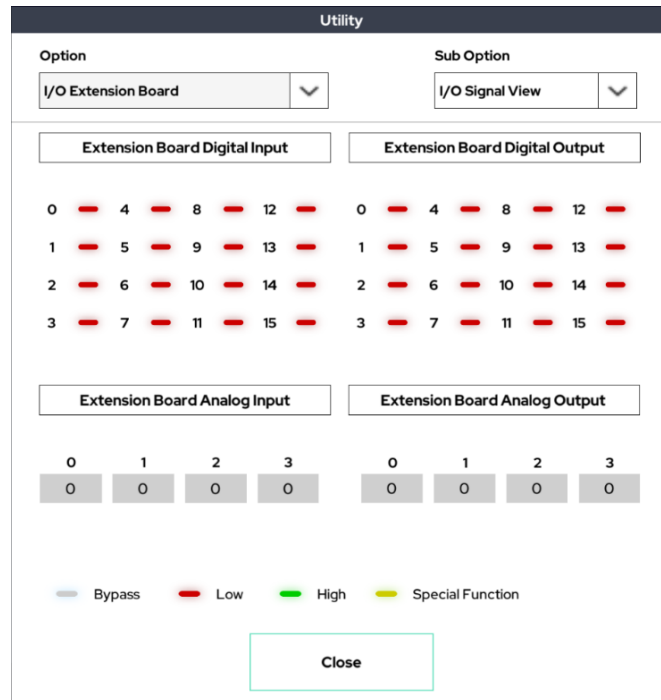 Utility
Option Sub Option
I/O Extension Board I/O Signal View
Extension Board Digital Input Extension Board Digital Output
0 4 8 12 0 4 8 12
1 5 9 13 1 5 9 13
2 6 10 14 2 6 10 14
3 7 11 15 3 7 11 15
Extension Board Analog Input Extension Board Analog Output
0 1 2 3 0 1 2 3
0 0 0 0 0 0 0 0
Bypass Low High Special Function
Close